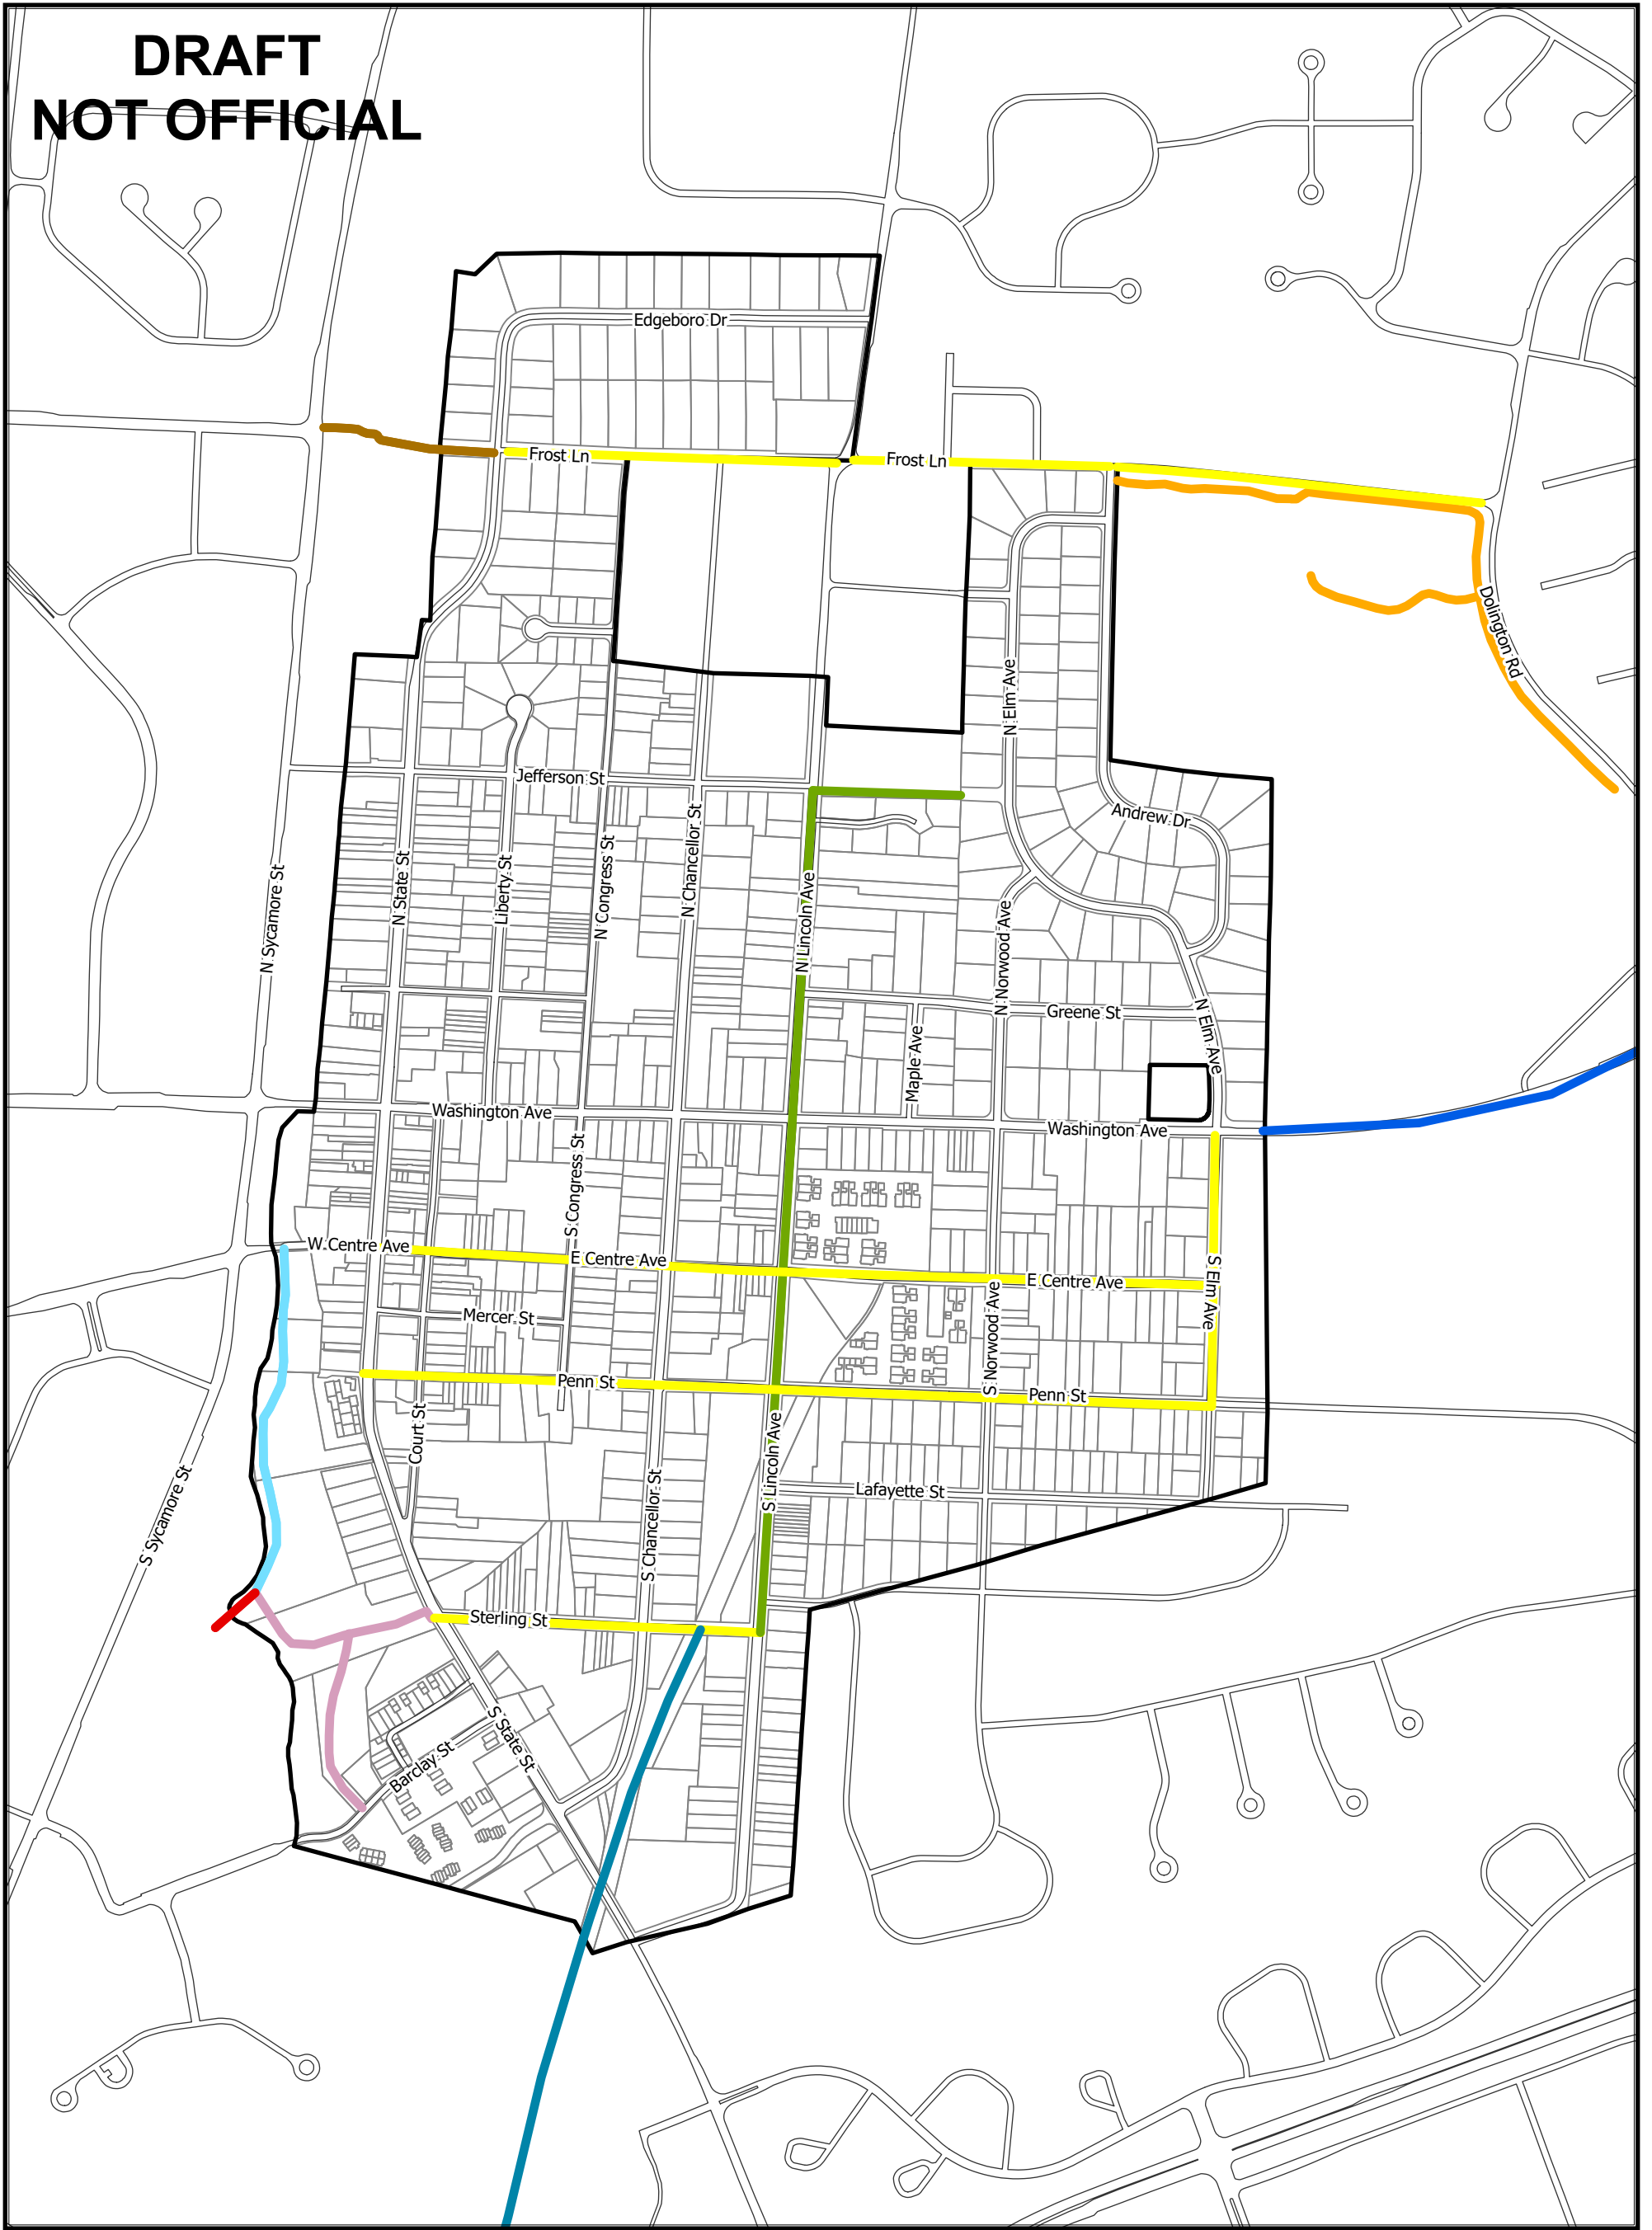 DRAFT
NOT OFFICIAL
Edgeboro Dr
Frost Ln
Frost Ln
Dolington Rd
N Elm Ave
Jefferson St
Andrew Dr
N State St
Liberty St
N Congress St
N Chancellor St
N Lincoln Ave
N Sycamore St
N Norwood Ave
Greene St
N Elm Ave
Maple Ave
Washington Ave
Washington Ave
S Congress St
W Centre Ave
E Centre Ave
E Centre Ave
S Elm Ave
Mercer St
S Norwood Ave
Penn St
Penn St
Court St
S Lincoln Ave
Lafayette St
S Chancellor St
S Sycamore St
Sterling St
S State St
Barclay St